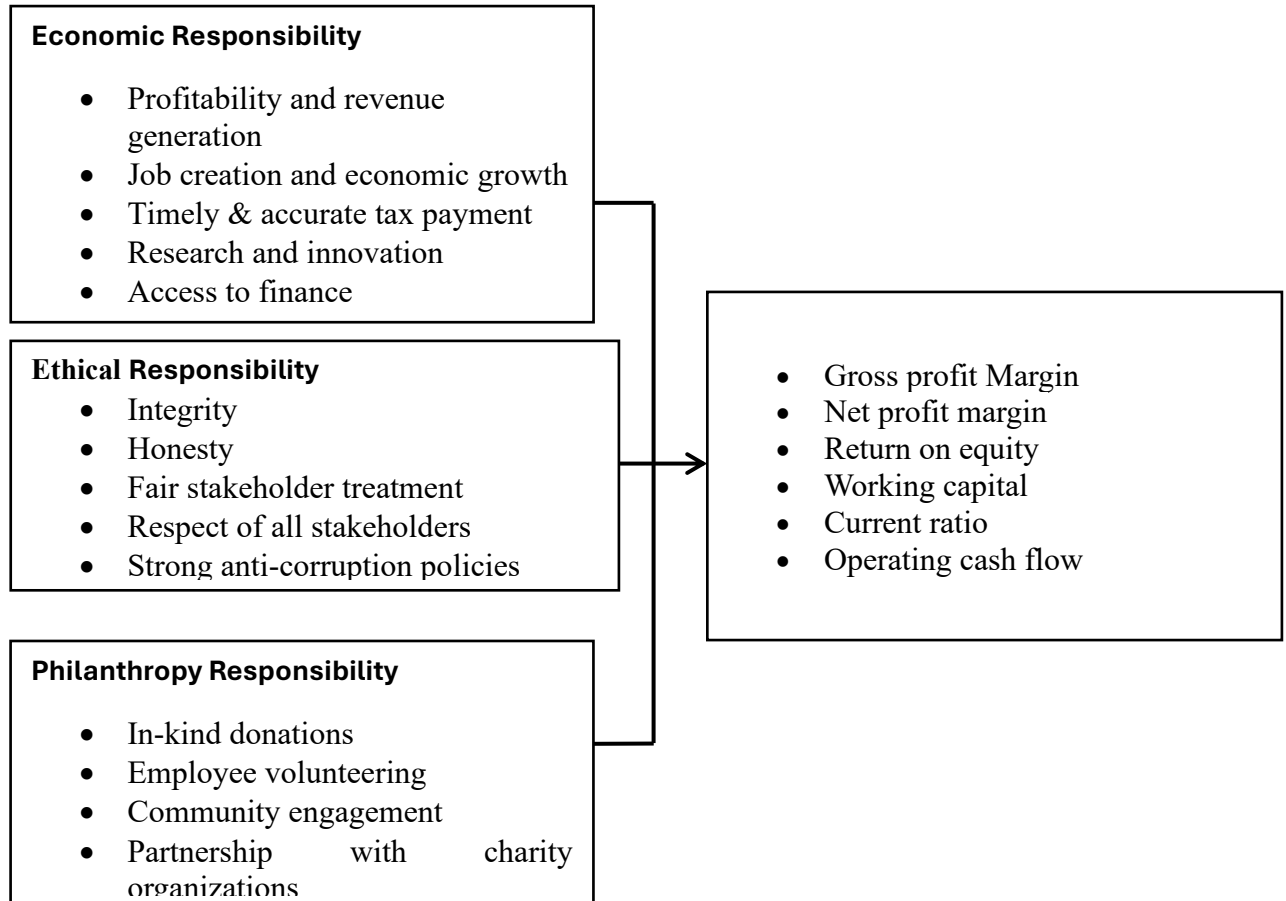 Economic Responsibility
• Profitability and revenue
generation
• Job creation and economic growth
• Timely & accurate tax payment
• Research and innovation
• Access to finance
Ethical Responsibility
• Integrity
• Honesty
• Fair stakeholder treatment
• Respect of all stakeholders
• Strong anti-corruption policies
Philanthropy Responsibility
• In-kind donations
• Employee volunteering
• Community engagement
• Partnership with charity
organizations
• Gross profit Margin
• Net profit margin
• Return on equity
• Working capital
• Current ratio
• Operating cash flow